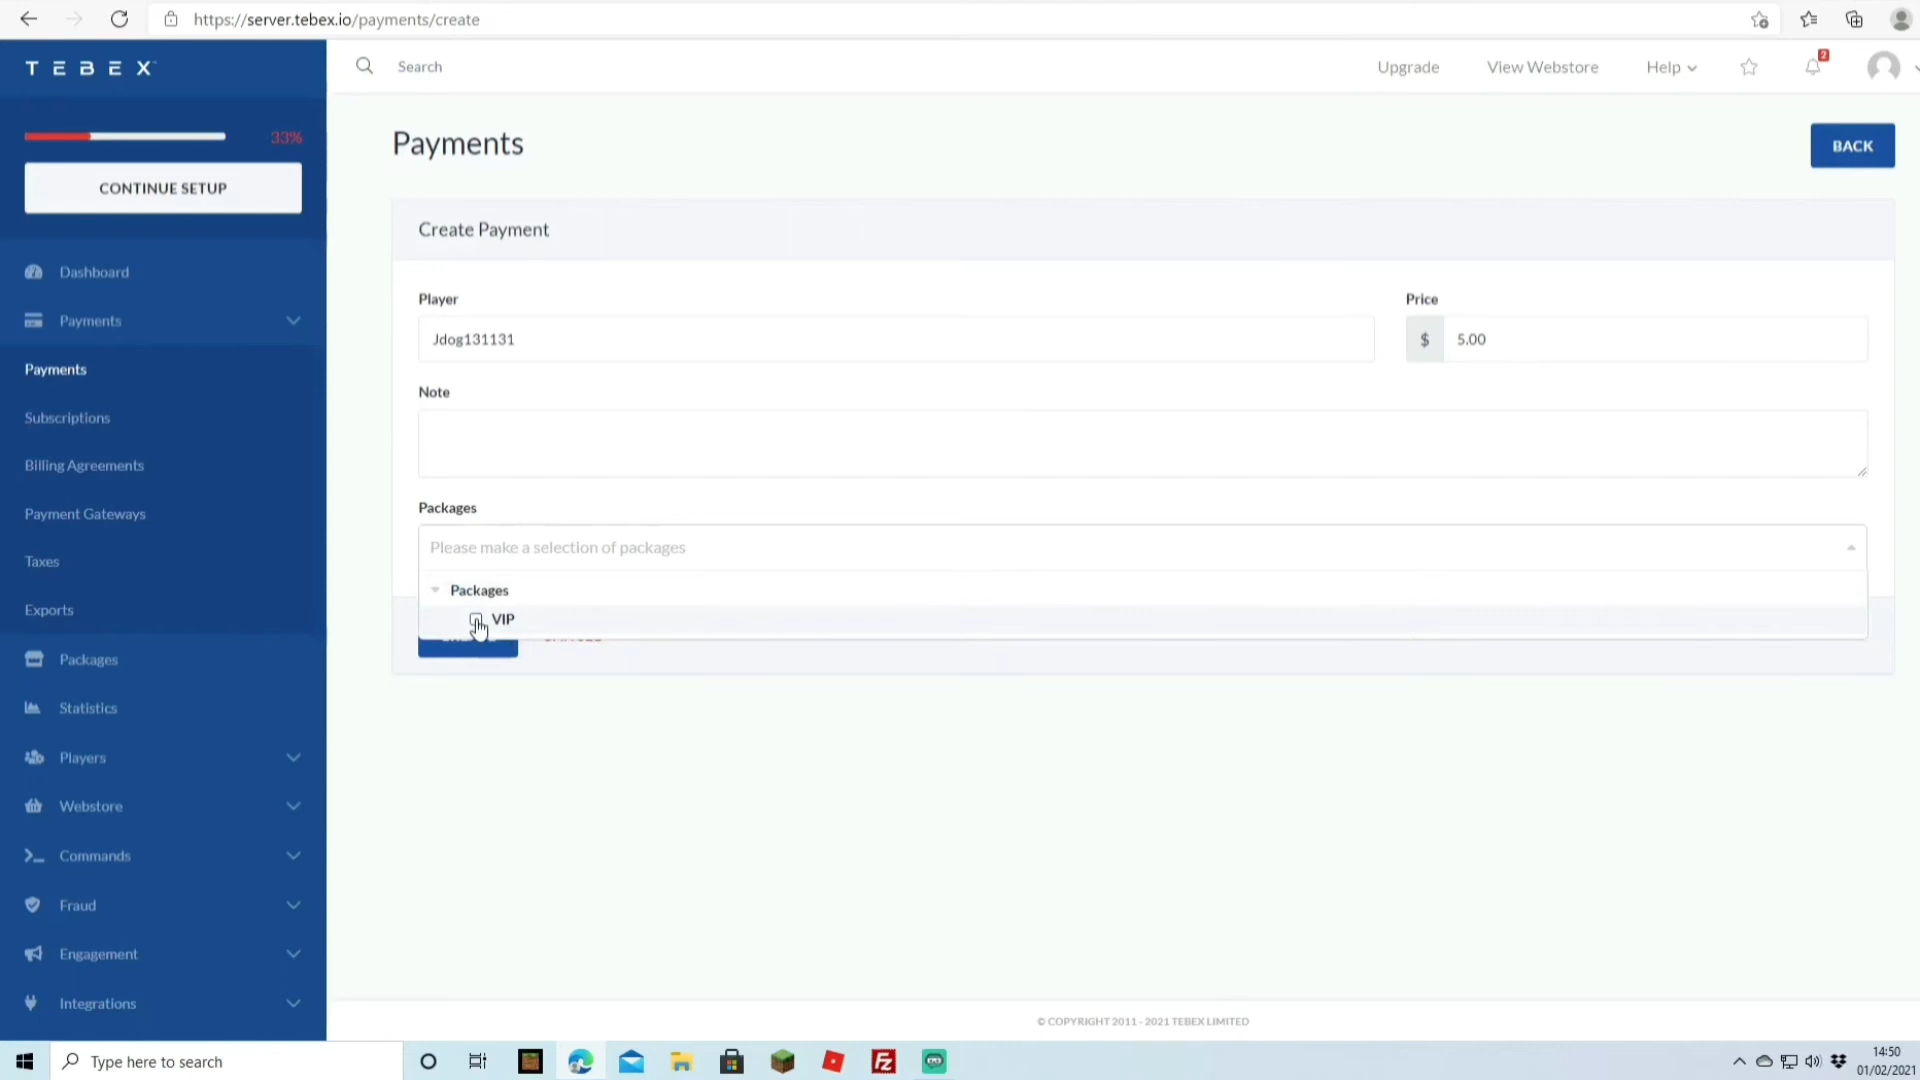 https://server.tebex.io/payments/create
TEBEX
Search
Upgrade
View Webstore
Help
2
33%
CONTINUE SETUP
Dashboard
Payments
Payments
Subscriptions
Billing Agreements
Payment Gateways
Taxes
Exports
Packages
Statistics
Players
Webstore
Commands
Fraud
Engagement
Integrations
Payments
BACK
Create Payment
Player
Price
Jdog131131
$ 5.00
Note
Packages
Please make a selection of packages
Packages
VIP
© COPYRIGHT 2011 - 2021 TEBEX LIMITED
Type here to search
FZ
14:50
01/02/2021